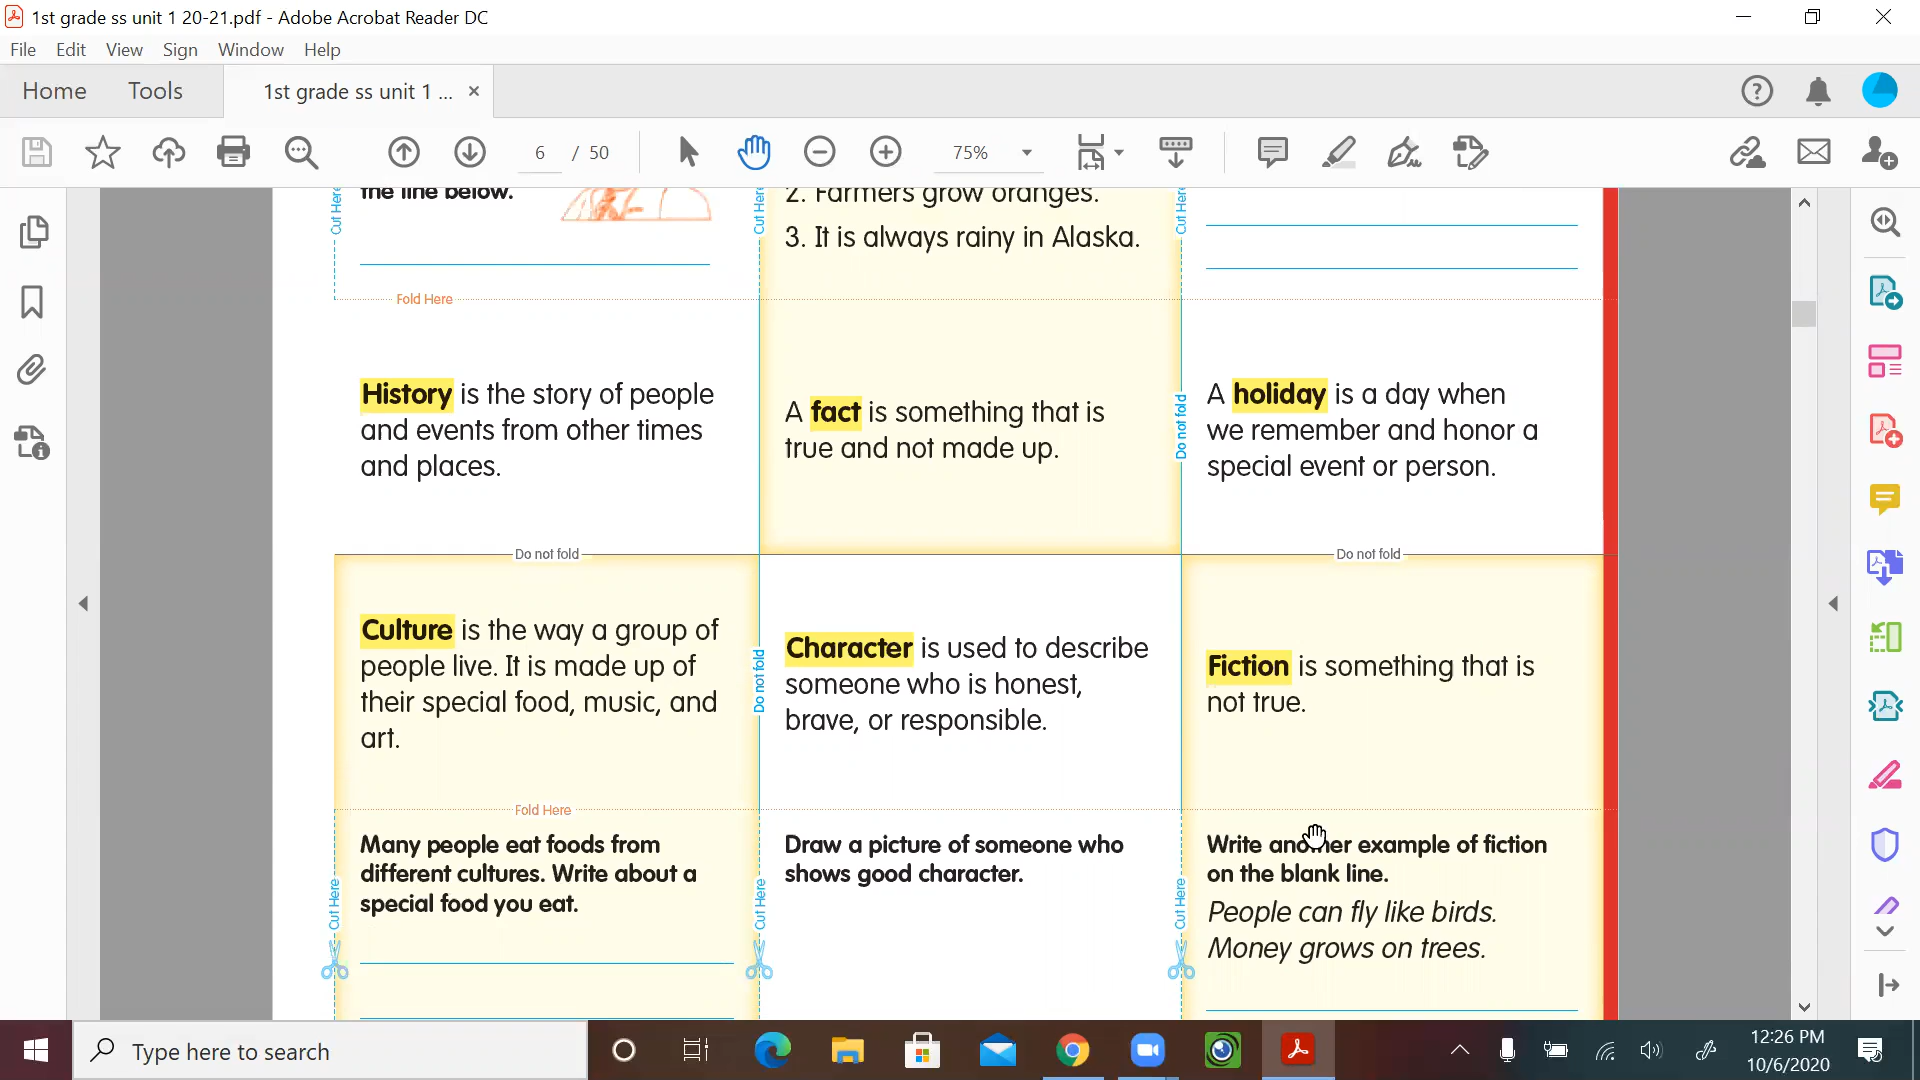 1st grade ss unit 1 20-21.pdf - Adobe Acrobat Reader DC
File Edit View Sign Window Help
Home Tools 1st grade ss unit 1 ... ×
6 / 50 75%
the line below.
2. Farmers grow oranges.
3. It is always rainy in Alaska.
Cut Here
Cut Here
Cut Here
Fold Here
History is the story of people
and events from other times
and places.
A fact is something that is
true and not made up.
Do not fold
A holiday is a day when
we remember and honor a
special event or person.
Do not fold
Do not fold
Culture is the way a group of
people live. It is made up of
their special food, music, and
art.
Do not fold
Character is used to describe
someone who is honest,
brave, or responsible.
Fiction is something that is
not true.
Fold Here
Many people eat foods from
different cultures. Write about a
special food you eat.
Cut Here
Draw a picture of someone who
shows good character.
Cut Here
Write another example of fiction
on the blank line.
People can fly like birds.
Money grows on trees.
Cut Here
Type here to search
12:26 PM
10/6/2020